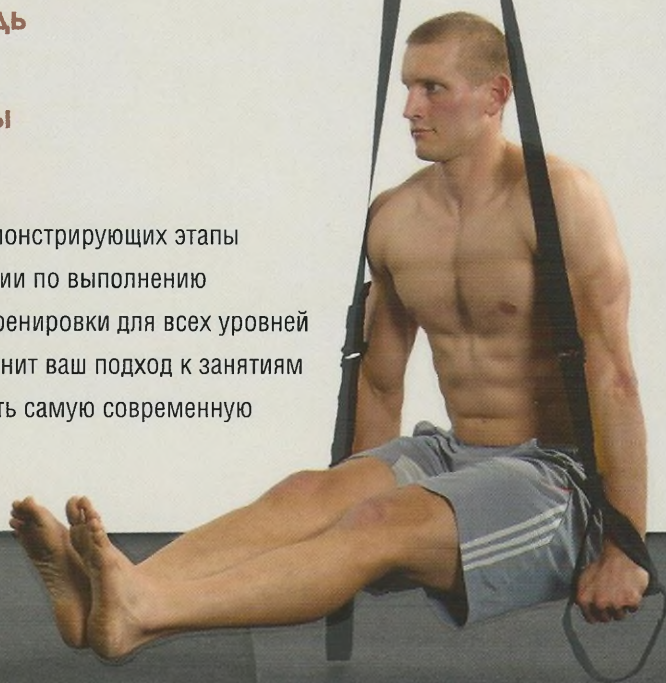 дь
ы
монстрирующих этапы
ии по выполнению
ренировки для всех уровней
нит ваш подход к занятиям
ть самую современную